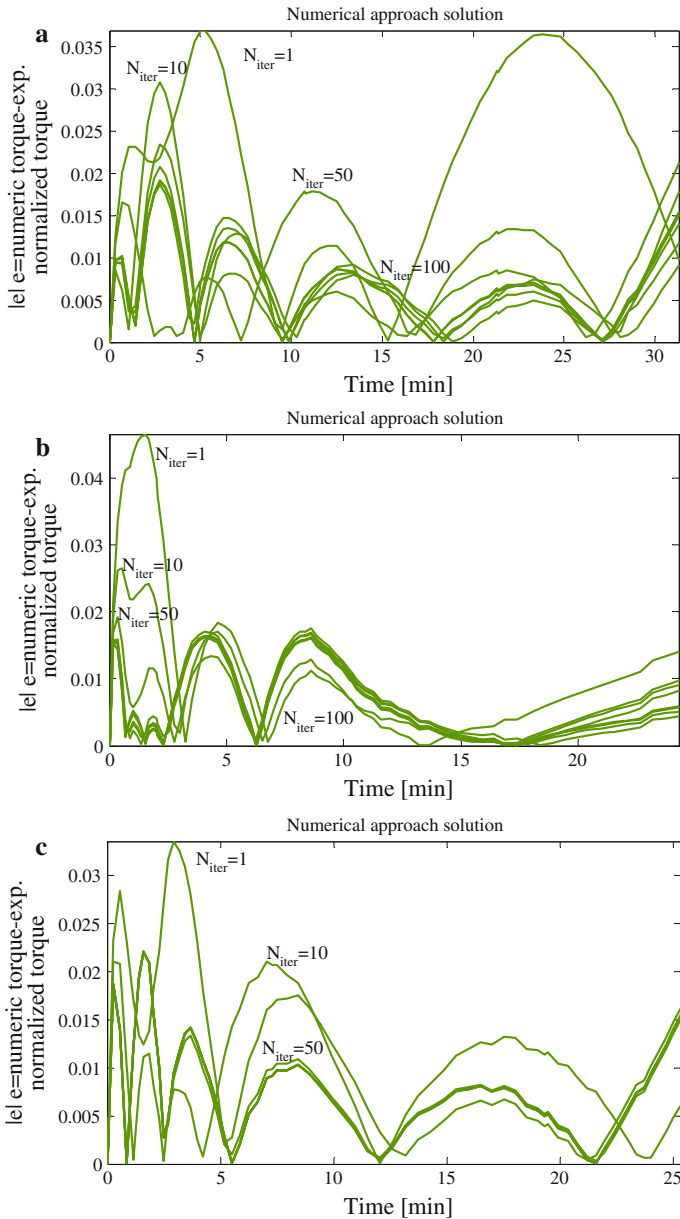 Numerical approach solution
a
0.035
0.03
0.025
0.02
0.015
0.01
0.005
0
N_iter=10
N_iter=1
N_iter=50
N_iter=100
|e| e=numeric torque-exp.
normalized torque
0 5 10 15 20 25 30
Time [min]
Numerical approach solution
b
0.04
0.03
0.02
0.01
0
N_iter=1
N_iter=10
N_iter=50
N_iter=100
|e| e=numeric torque-exp.
normalized torque
0 5 10 15 20
Time [min]
Numerical approach solution
c
0.03
0.025
0.02
0.015
0.01
0.005
0
N_iter=1
N_iter=10
N_iter=50
|e| e=numeric torque-exp.
normalized torque
0 5 10 15 20 25
Time [min]